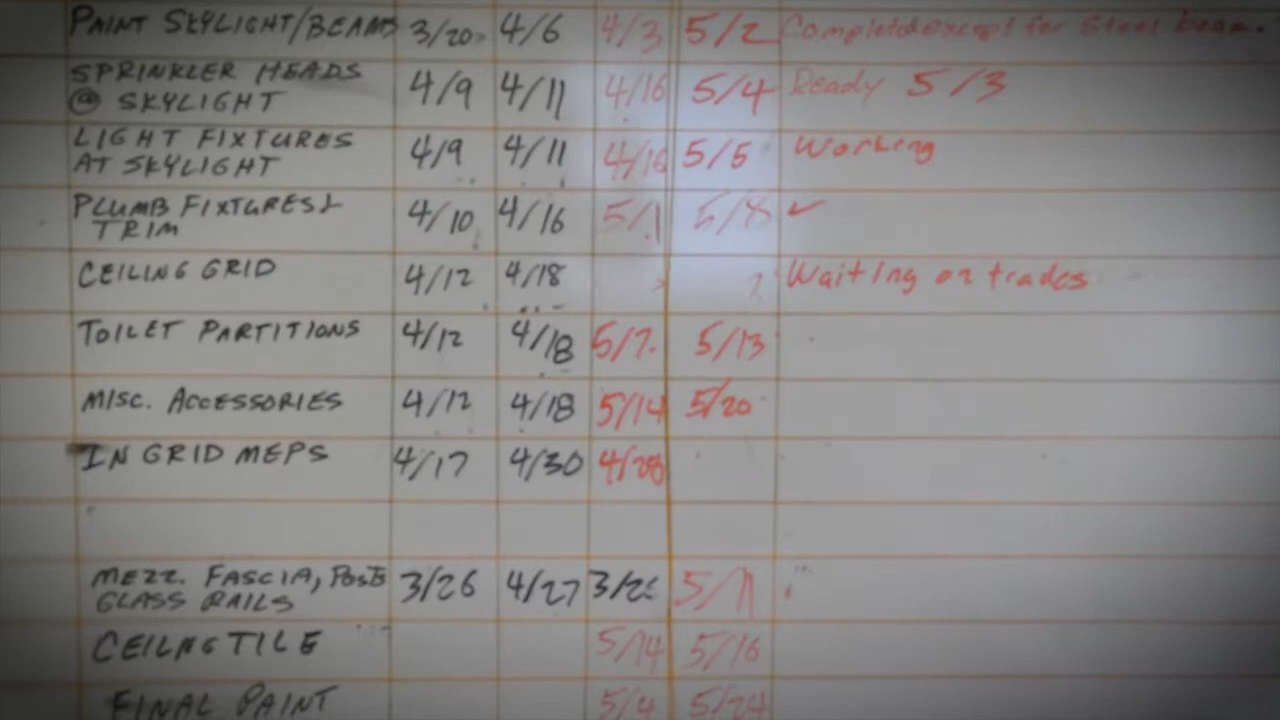 PAINT SKYLIGHT/BEAMS 3/20 4/6 4/3 5/2 Completed except for Steel beam.
SPRINKLER HEADS
@ SKYLIGHT 4/9 4/11 4/16 5/4 Ready 5/3
LIGHT FIXTURES
AT SKYLIGHT 4/9 4/11 4/16 5/5 Working
PLUMB FIXTURES &
TRIM 4/10 4/16 5/1 5/8 ✓
CEILING GRID 4/12 4/18 Waiting on trades
TOILET PARTITIONS 4/12 4/18 5/7 5/13
MISC. ACCESSORIES 4/12 4/18 5/14 5/20
IN GRID MEPS 4/17 4/30 4/28
MEZZ. FASCIA, POSTS
GLASS RAILS 3/26 4/27 5/11
CEILNG TILE 5/14 5/16
FINAL PAINT 5/4 5/24